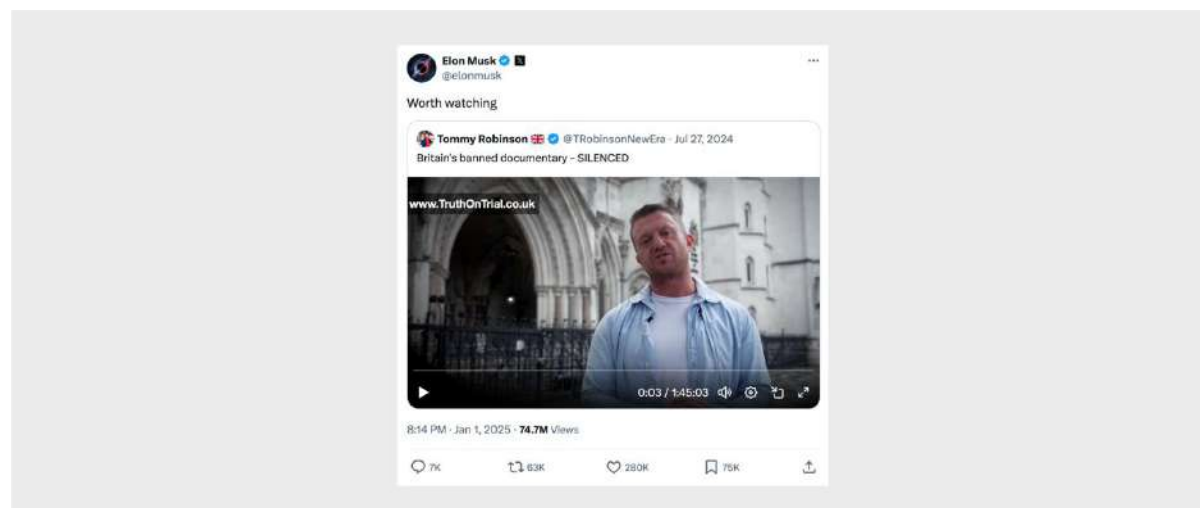 Elon Musk
@elonmusk
Worth watching
Tommy Robinson @TRobinsonNewEra · Jul 27, 2024
Britain's banned documentary - SILENCED
www.TruthOnTrial.co.uk
0:03 / 1:45:03
8:14 PM · Jan 1, 2025 · 74.7M Views
7K 63K 280K 75K